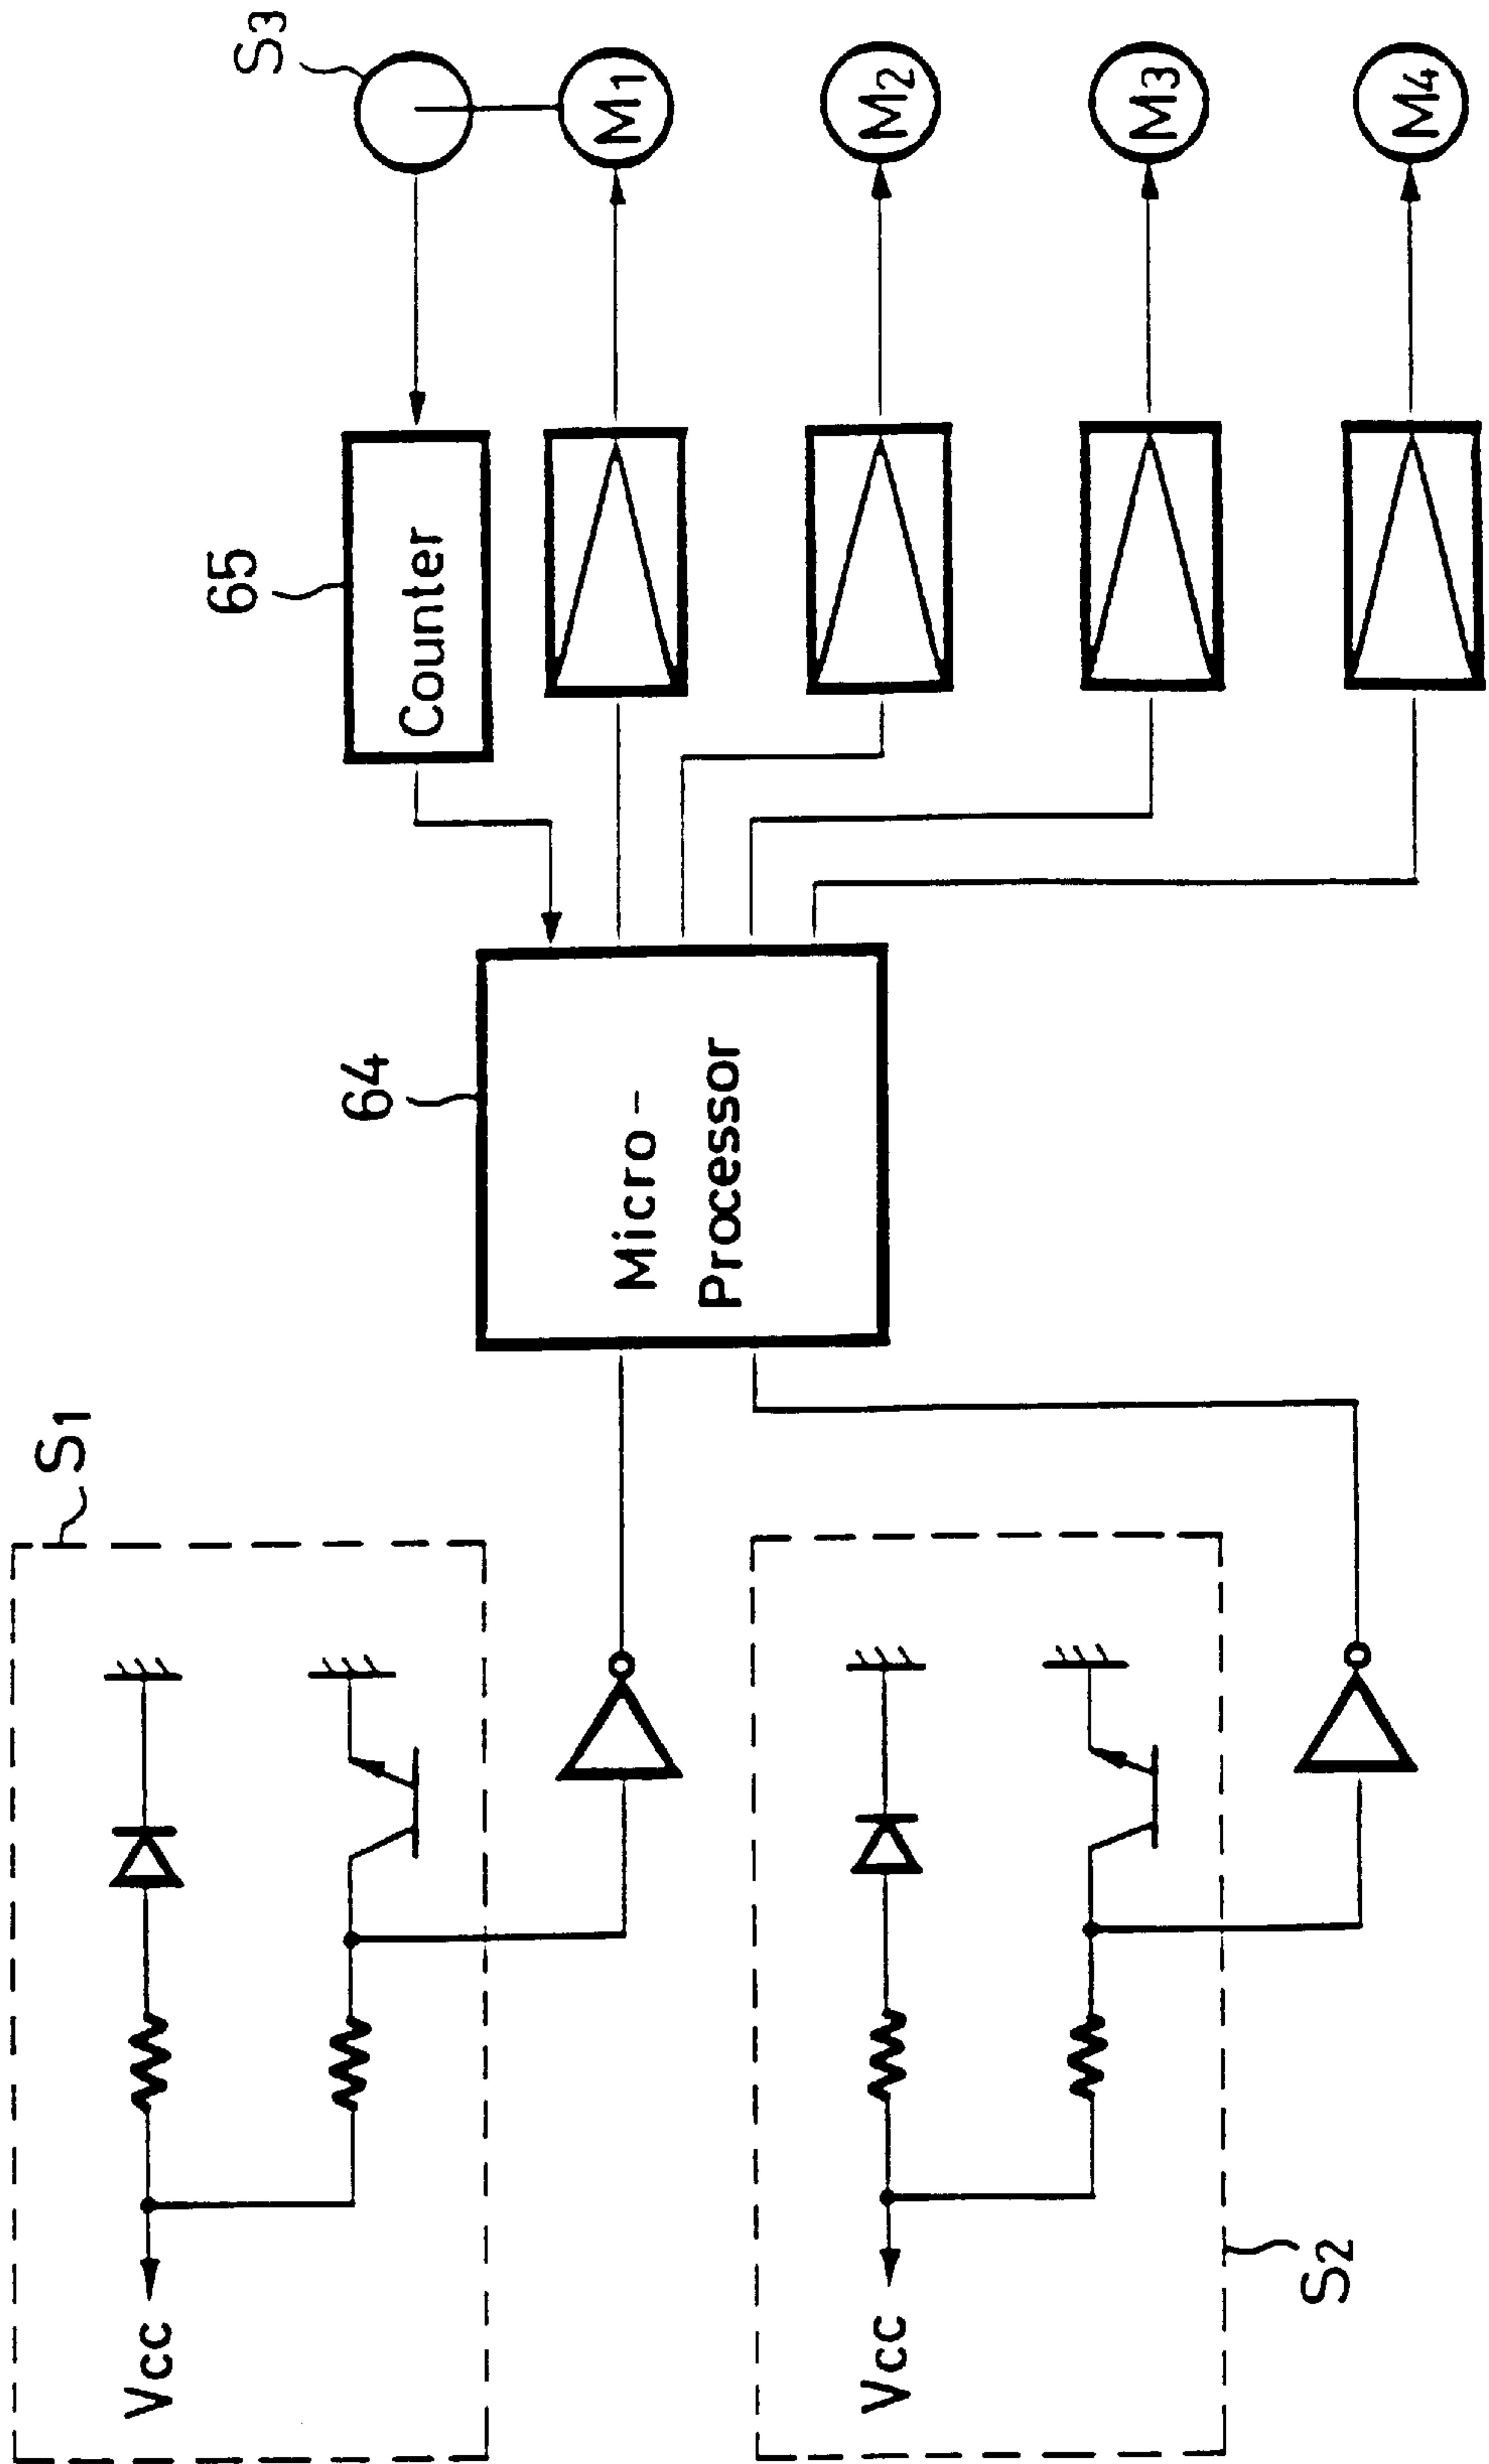 S1
Vcc
Vcc
S2
64
Micro-
Processor
65
Counter
S3
M1
M2
M3
M4